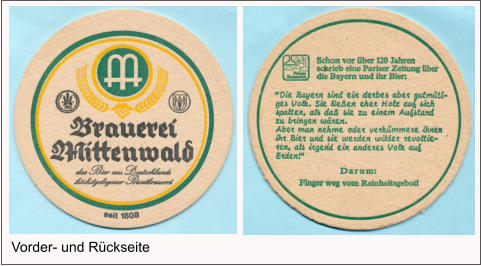 M
Brauerei
Mittenwald
das Bier aus Deutschlands
höchstgelegener Privatbrauerei
seit 1808
Schon vor über 120 Jahren
schrieb eine Pariser Zeitung über
die Bayern und ihr Bier:
"Die Bayern sind ein derbes aber gutmüti-
ges Volk. Sie ließen eher Holz auf sich
spalten, als daß sie zu einem Aufstand
zu bringen wären.
Aber man nehme oder verkümmere ihnen
ihr Bier und sie werden wilder revoltie-
ren, als irgend ein anderes Volk auf
Erden!"
Darum:
Finger weg vom Reinheitsgebot!
Vorder- und Rückseite